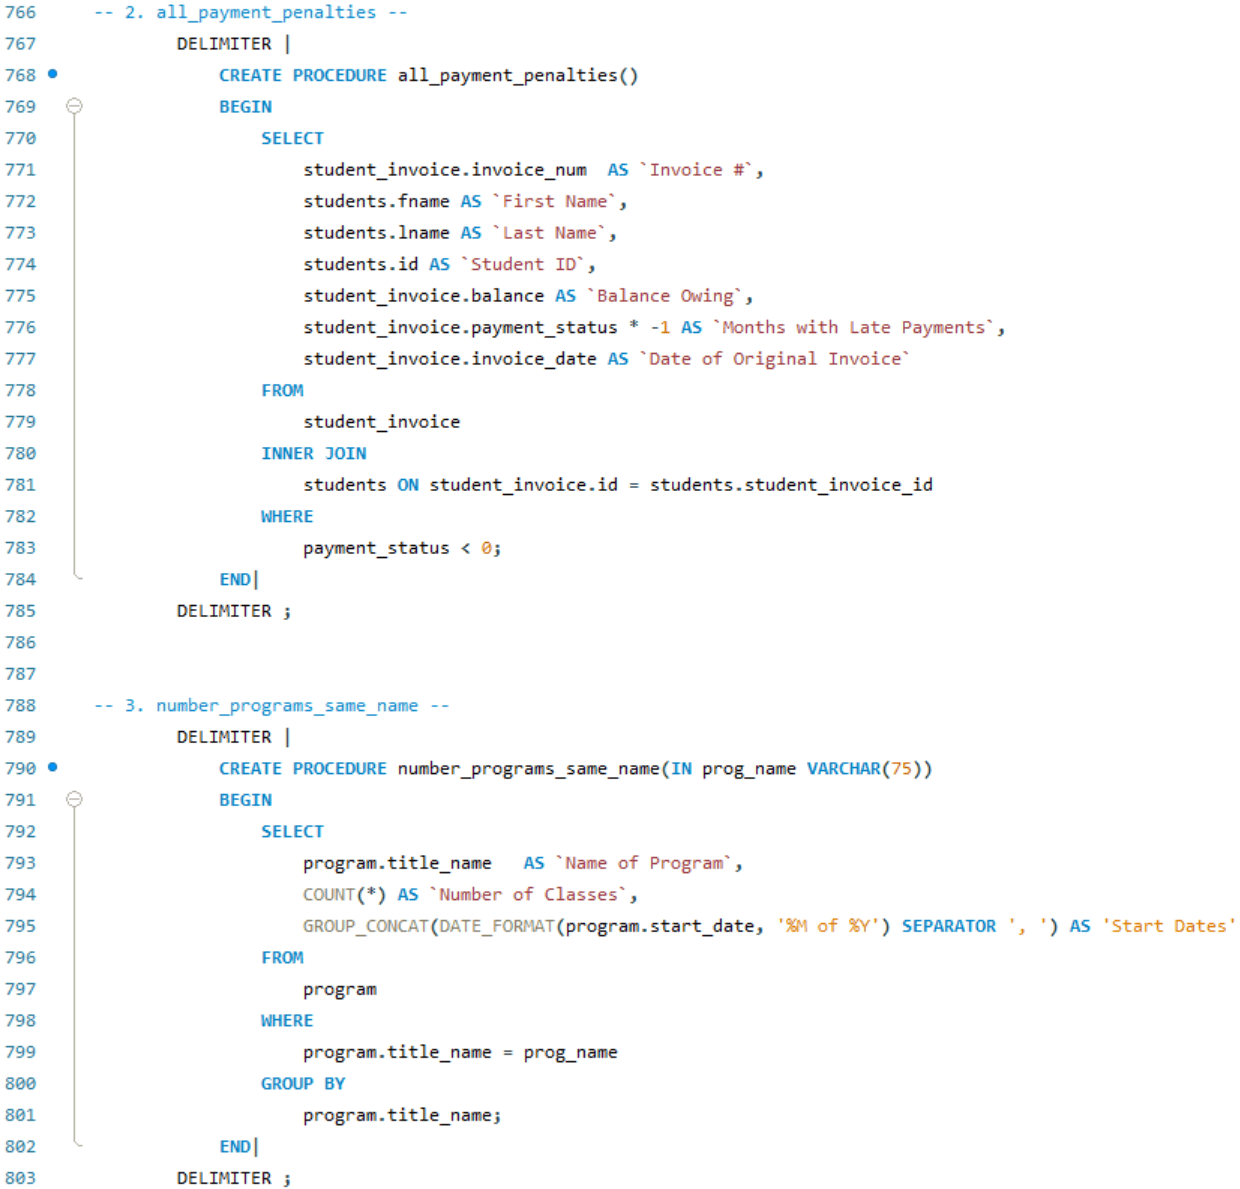 766 -- 2. all_payment_penalties --
767 DELIMITER |
768 CREATE PROCEDURE all_payment_penalties()
769 BEGIN
770 SELECT
771 student_invoice.invoice_num  AS `Invoice #`,
772 students.fname AS `First Name`,
773 students.lname AS `Last Name`,
774 students.id AS `Student ID`,
775 student_invoice.balance AS `Balance Owing`,
776 student_invoice.payment_status * -1 AS `Months with Late Payments`,
777 student_invoice.invoice_date AS `Date of Original Invoice`
778 FROM
779 student_invoice
780 INNER JOIN
781 students ON student_invoice.id = students.student_invoice_id
782 WHERE
783 payment_status < 0;
784 END|
785 DELIMITER ;
786
787
788 -- 3. number_programs_same_name --
789 DELIMITER |
790 CREATE PROCEDURE number_programs_same_name(IN prog_name VARCHAR(75))
791 BEGIN
792 SELECT
793 program.title_name   AS `Name of Program`,
794 COUNT(*) AS `Number of Classes`,
795 GROUP_CONCAT(DATE_FORMAT(program.start_date, '%M of %Y') SEPARATOR ', ') AS 'Start Dates'
796 FROM
797 program
798 WHERE
799 program.title_name = prog_name
800 GROUP BY
801 program.title_name;
802 END|
803 DELIMITER ;